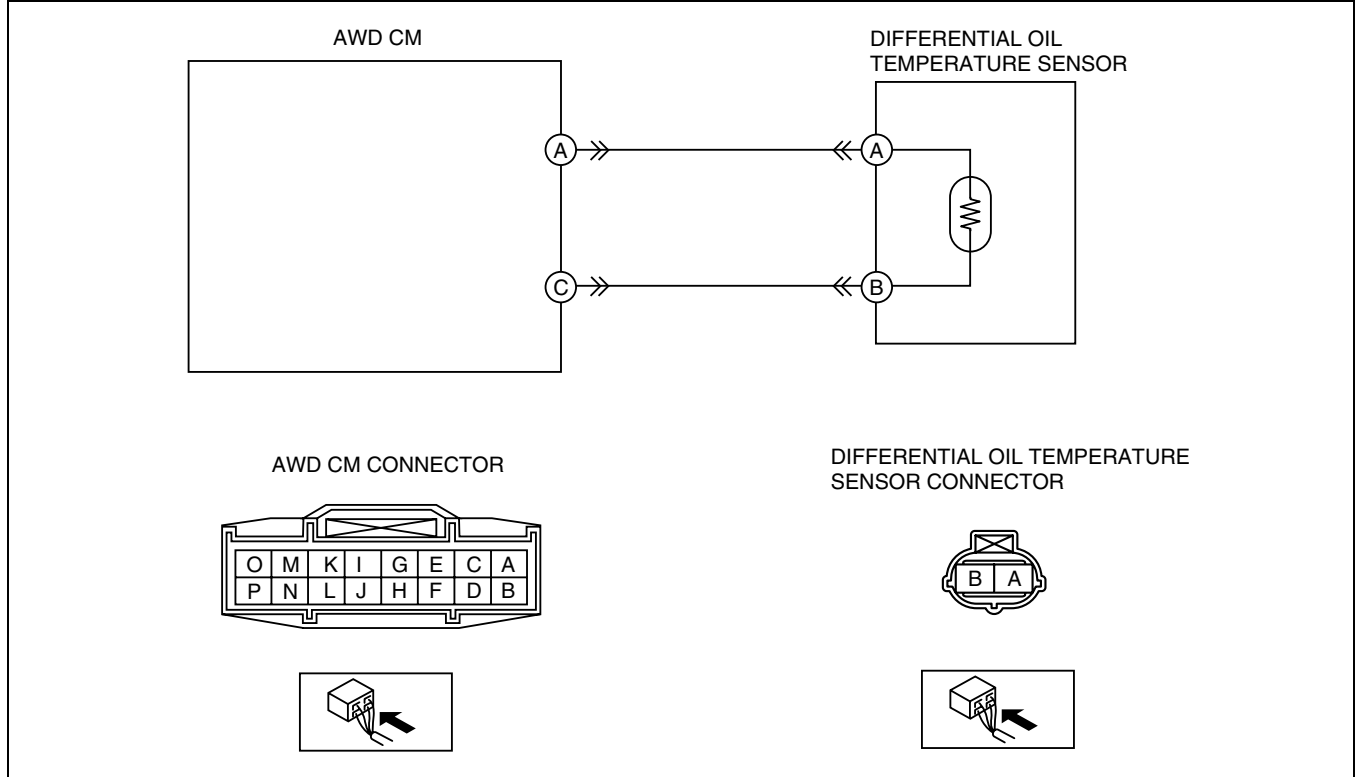 AWD CM
DIFFERENTIAL OIL
TEMPERATURE SENSOR
A
A
C
B
AWD CM CONNECTOR
DIFFERENTIAL OIL TEMPERATURE
SENSOR CONNECTOR
O M K I G E C A
P N L J H F D B
B A